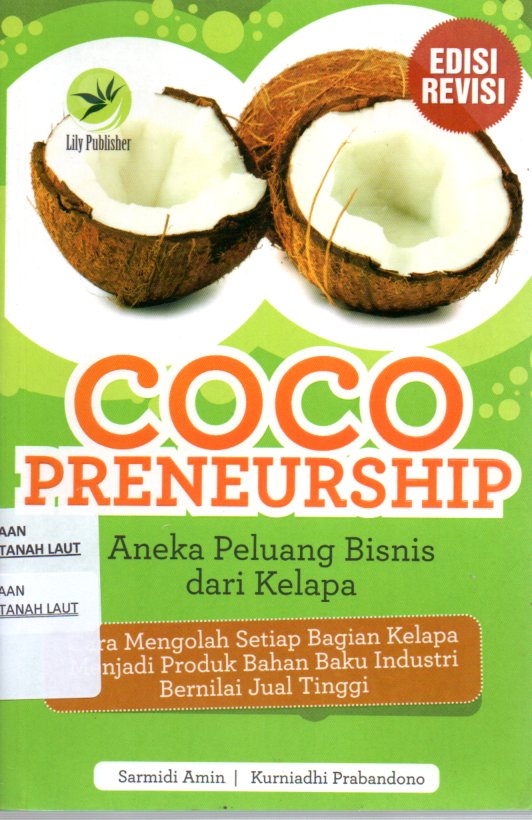 EDISI
REVISI
Lily Publisher
COCO
PRENEURSHIP
AAN
TANAH LAUT
Aneka Peluang Bisnis
dari Kelapa
AAN
TANAH LAUT
Mengolah Setiap Bagian Kelapa
Produk Bahan Baku Industri
Bernilai Jual Tinggi
Sarmidi Amin | Kurniadhi Prabandono